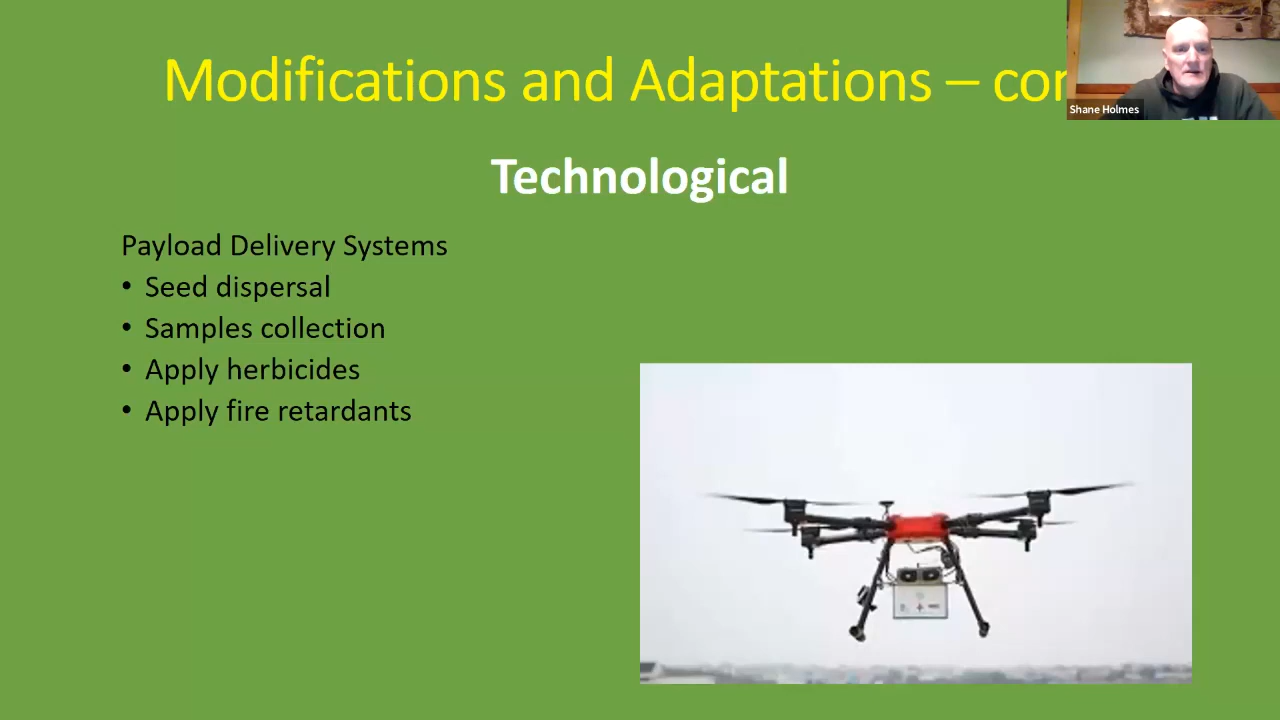 Modifications and Adaptations – con
Shane Holmes
Technological
Payload Delivery Systems
• Seed dispersal
• Samples collection
• Apply herbicides
• Apply fire retardants